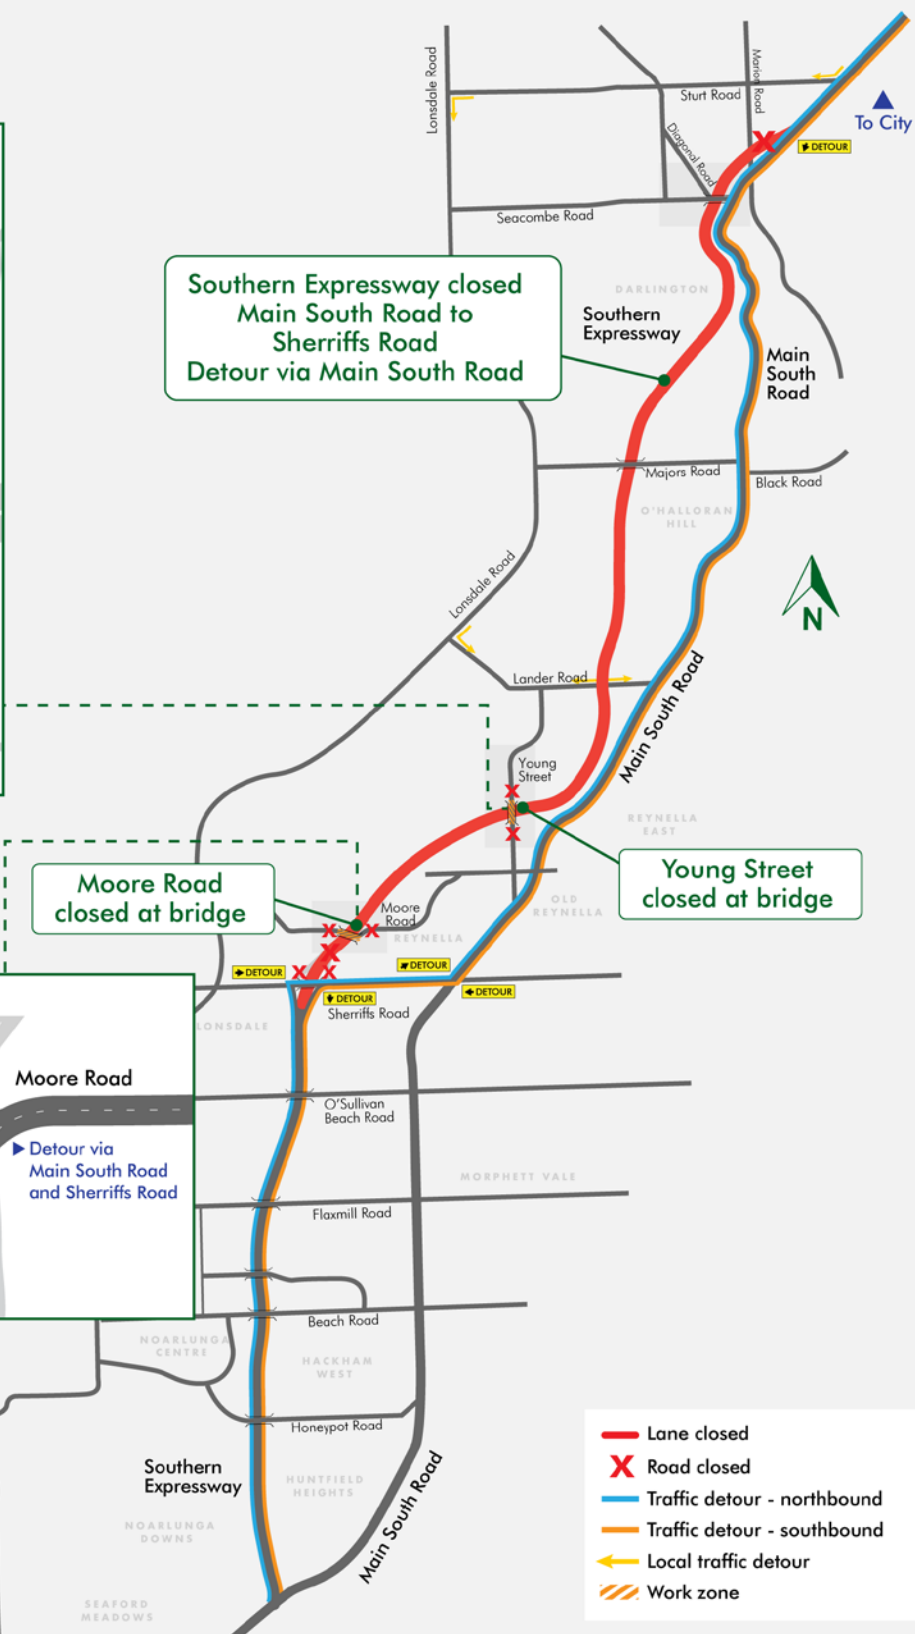 Lonsdale Road
Marion Road
Sturt Road
To City
DETOUR
Diagonal Road
Seacombe Road
Southern Expressway closed
Main South Road to
Sherriffs Road
Detour via Main South Road
DARLINGTON
Southern
Expressway
Main
South
Road
Majors Road
Black Road
O'HALLORAN
HILL
Lonsdale Road
N
Lander Road
Main South Road
Young
Street
REYNELLA
EAST
Young Street
closed at bridge
Moore Road
closed at bridge
Moore
Road
OLD
REYNELLA
REYNELLA
DETOUR
DETOUR
DETOUR
DETOUR
Sherriffs Road
LONSDALE
Moore Road
O'Sullivan
Beach Road
Detour via
Main South Road
and Sherriffs Road
MORPHETT VALE
Flaxmill Road
Beach Road
NOARLUNGA
CENTRE
HACKHAM
WEST
Honeypot Road
Southern
Expressway
HUNTFIELD
HEIGHTS
Main South Road
NOARLUNGA
DOWNS
SEAFORD
MEADOWS
Lane closed
X Road closed
Traffic detour - northbound
Traffic detour - southbound
Local traffic detour
Work zone